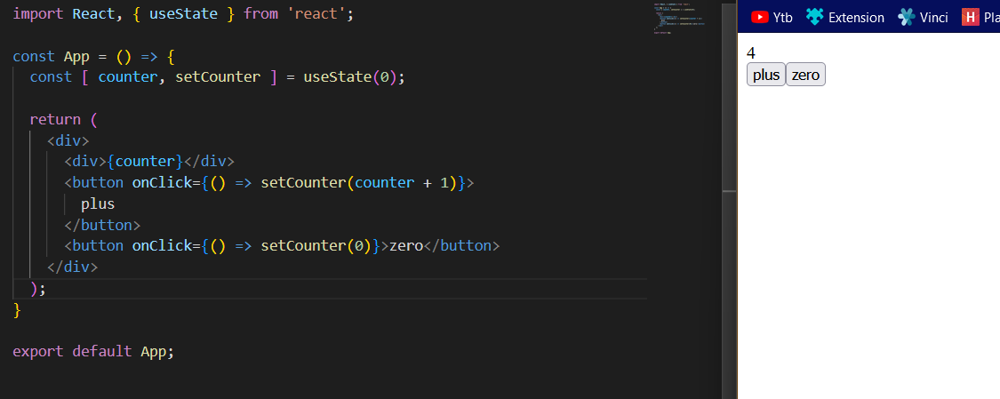 import React, { useState } from 'react';
const App = () => {
const [ counter, setCounter ] = useState(0);
return (
<div>
<div>{counter}</div>
<button onClick={() => setCounter(counter + 1)}>
plus
</button>
<button onClick={() => setCounter(0)}>zero</button>
</div>
);
}
export default App;
Ytb Extension Vinci H
4
plus zero